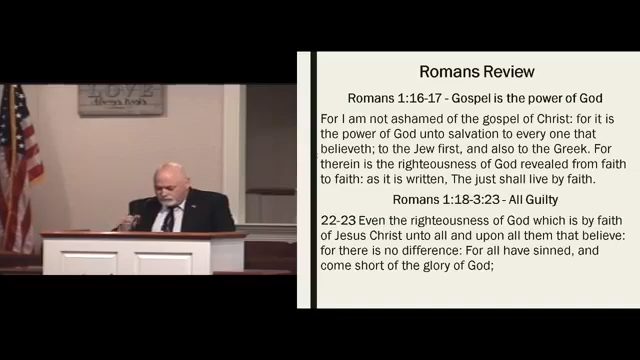 LOVE
Romans Review
Romans 1:16-17 - Gospel is the power of God
For I am not ashamed of the gospel of Christ: for it is
the power of God unto salvation to every one that
believeth; to the Jew first, and also to the Greek. For
therein is the righteousness of God revealed from faith
to faith: as it is written, The just shall live by faith.
Romans 1:18-3:23 - All Guilty
22-23 Even the righteousness of God which is by faith
of Jesus Christ unto all and upon all them that believe:
for there is no difference: For all have sinned, and
come short of the glory of God;